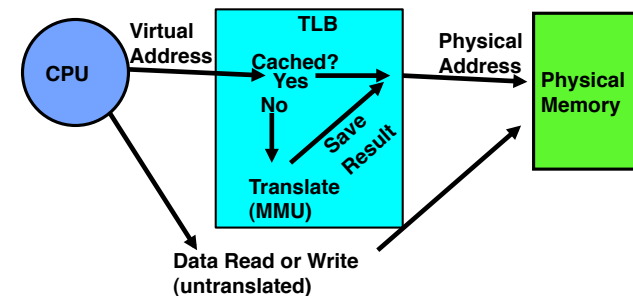 TLB
Virtual
Address
CPU
Cached?
Yes
No
Save
Result
Translate
(MMU)
Physical
Address
Physical
Memory
Data Read or Write
(untranslated)